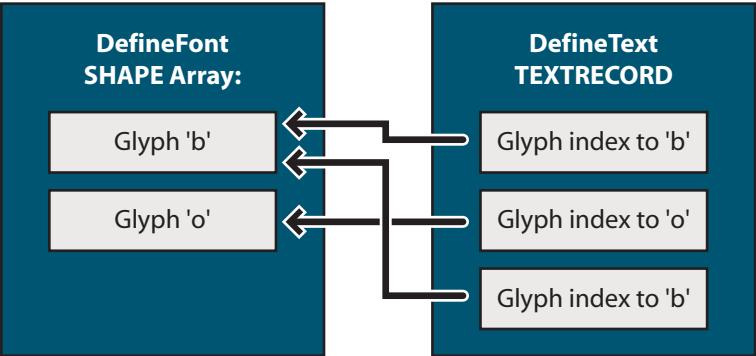 DefineFont
SHAPE Array:
Glyph 'b'
Glyph 'o'
DefineText
TEXTRECORD
Glyph index to 'b'
Glyph index to 'o'
Glyph index to 'b'